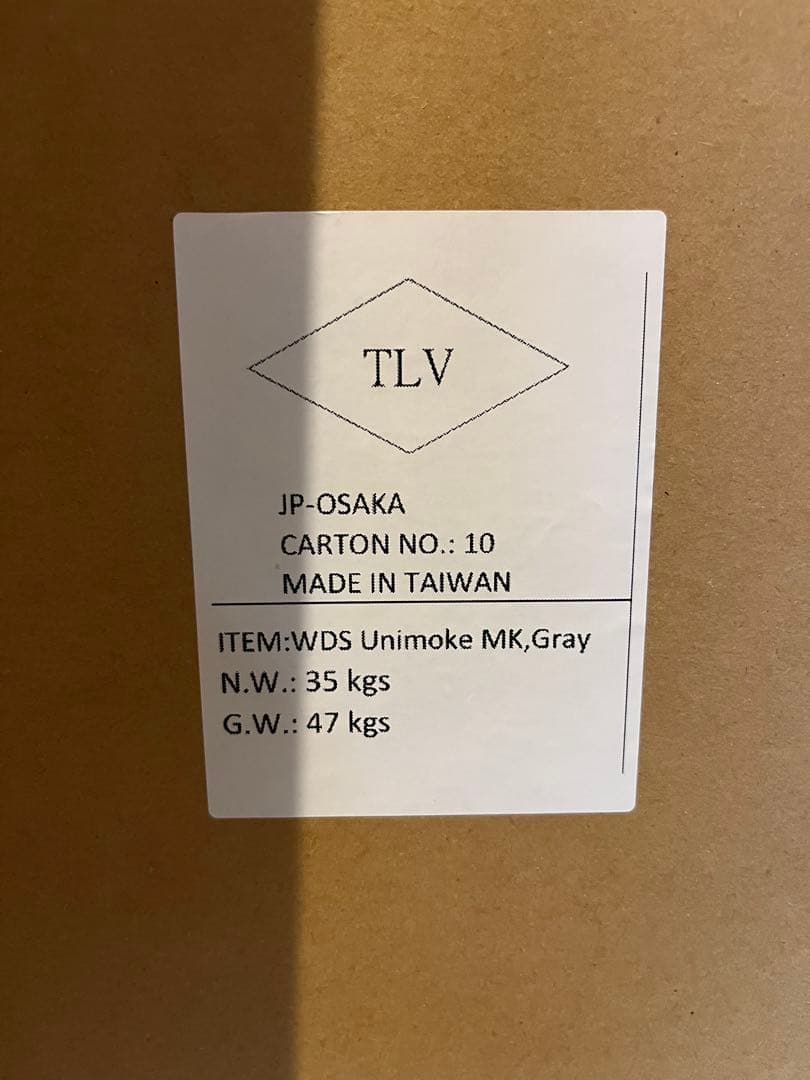 TLV
JP-OSAKA
CARTON NO.: 10
MADE IN TAIWAN
ITEM:WDS Unimoke MK,Gray
N.W.: 35 kgs
G.W.: 47 kgs